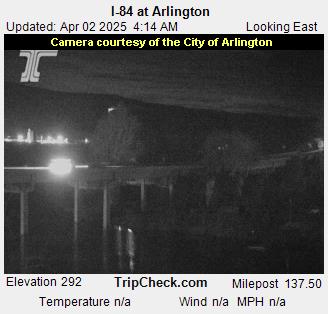 I-84 at Arlington
Updated: Apr 02 2025 4:14 AM Looking East
Camera courtesy of the City of Arlington
Elevation 292 TripCheck.com Milepost 137.50
Temperature n/a Wind n/a MPH n/a